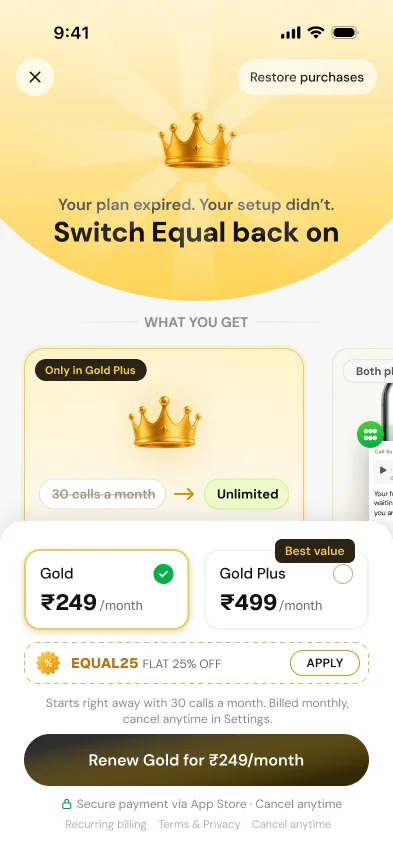 9:41
Restore purchases
Your plan expired. Your setup didn’t.
Switch Equal back on
WHAT YOU GET
Only in Gold Plus
Both pl
30 calls a month
Unlimited
Call Su
Your f
waitin
you ar
Best value
Gold
₹249 /month
Gold Plus
₹499 /month
% EQUAL25 FLAT 25% OFF
APPLY
Starts right away with 30 calls a month. Billed monthly,
cancel anytime in Settings.
Renew Gold for ₹249/month
Secure payment via App Store · Cancel anytime
Recurring billing Terms & Privacy Cancel anytime